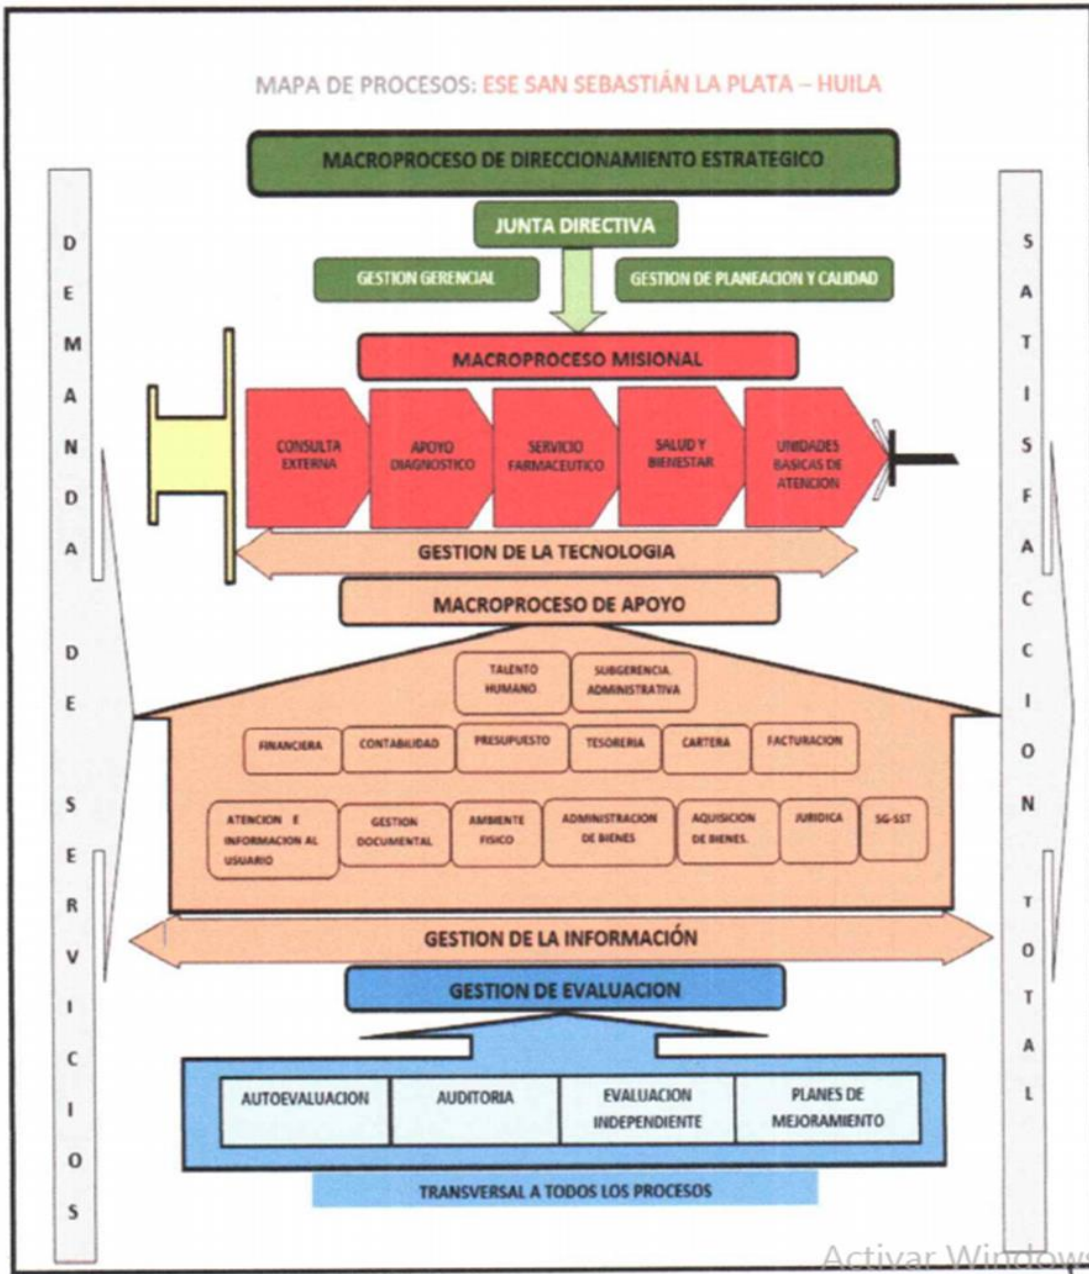 MAPA DE PROCESOS: ESE SAN SEBASTIÁN LA PLATA – HUILA
MACROPROCESO DE DIRECCIONAMIENTO ESTRATEGICO
JUNTA DIRECTIVA
GESTION GERENCIAL
GESTION DE PLANEACION Y CALIDAD
DEMANDA DE SERVICIOS
MACROPROCESO MISIONAL
CONSULTA
EXTERNA
APOYO
DIAGNOSTICO
SERVICIO
FARMACEUTICO
SALUD Y
BIENESTAR
UNIDADES
BASICAS DE
ATENCION
GESTION DE LA TECNOLOGIA
MACROPROCESO DE APOYO
TALENTO
HUMANO
SUBGERENCIA.
ADMINISTRATIVA
FINANCIERA
CONTABILIDAD
PRESUPUESTO
TESORERIA
CARTERA
FACTURACION
ATENCION E
INFORMACION AL
USUARIO
GESTION
DOCUMENTAL
AMBIENTE
FISICO
ADMINISTRACION
DE BIENES
AQUISICION
DE BIENES.
JURIDICA
SG-SST
GESTION DE LA INFORMACIÓN
GESTION DE EVALUACION
AUTOEVALUACION
AUDITORIA
EVALUACION
INDEPENDIENTE
PLANES DE
MEJORAMIENTO
TRANSVERSAL A TODOS LOS PROCESOS
SATISFACCION TOTAL
Activar Windows